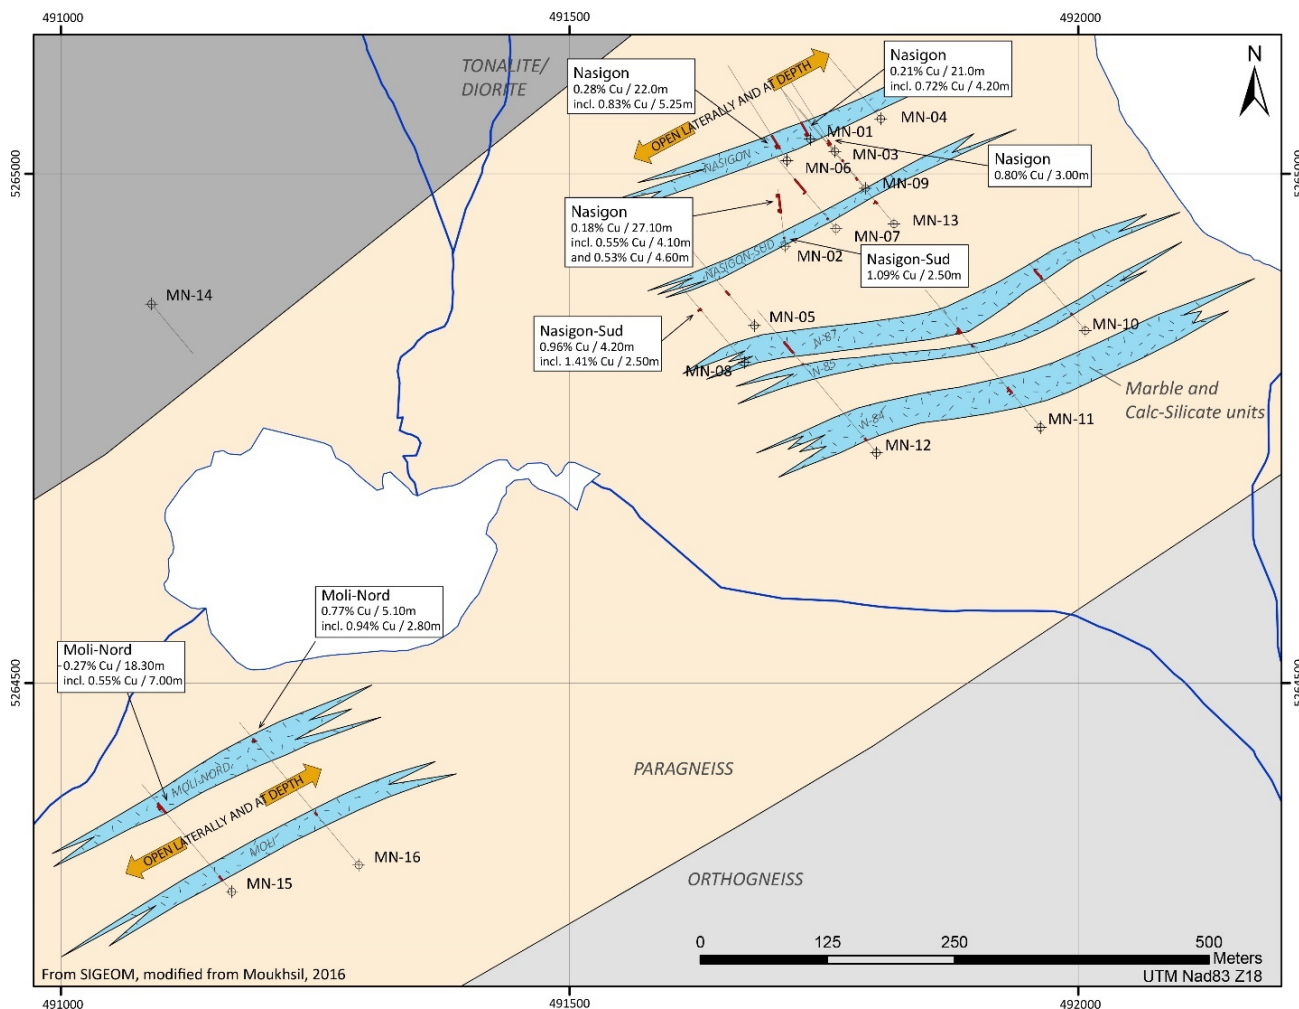 491000
491500
492000
5265000
5265000
5264500
5264500
491000
491500
492000
TONALITE/
DIORITE
N
Nasigon
0.28% Cu / 22.0m
incl. 0.83% Cu / 5.25m
Nasigon
0.21% Cu / 21.0m
incl. 0.72% Cu / 4.20m
OPEN LATERALLY AND AT DEPTH
MN-04
MN-01
MN-03
NASIGON
MN-06
Nasigon
0.80% Cu / 3.00m
MN-09
Nasigon
0.18% Cu / 27.10m
incl. 0.55% Cu / 4.10m
and 0.53% Cu / 4.60m
MN-13
MN-07
NASIGON-SUD
MN-02
Nasigon-Sud
1.09% Cu / 2.50m
MN-14
MN-05
MN-10
Nasigon-Sud
0.96% Cu / 4.20m
incl. 1.41% Cu / 2.50m
N-87
MN-08
N-85
Marble and
Calc-Silicate units
N-84
MN-11
MN-12
Moli-Nord
0.77% Cu / 5.10m
incl. 0.94% Cu / 2.80m
Moli-Nord
0.27% Cu / 18.30m
incl. 0.55% Cu / 7.00m
MOLI-NORD
OPEN LATERALLY AND AT DEPTH
MOLI
MN-16
MN-15
PARAGNEISS
ORTHOGNEISS
0
125
250
500
Meters
UTM Nad83 Z18
From SIGEOM, modified from Moukhsil, 2016